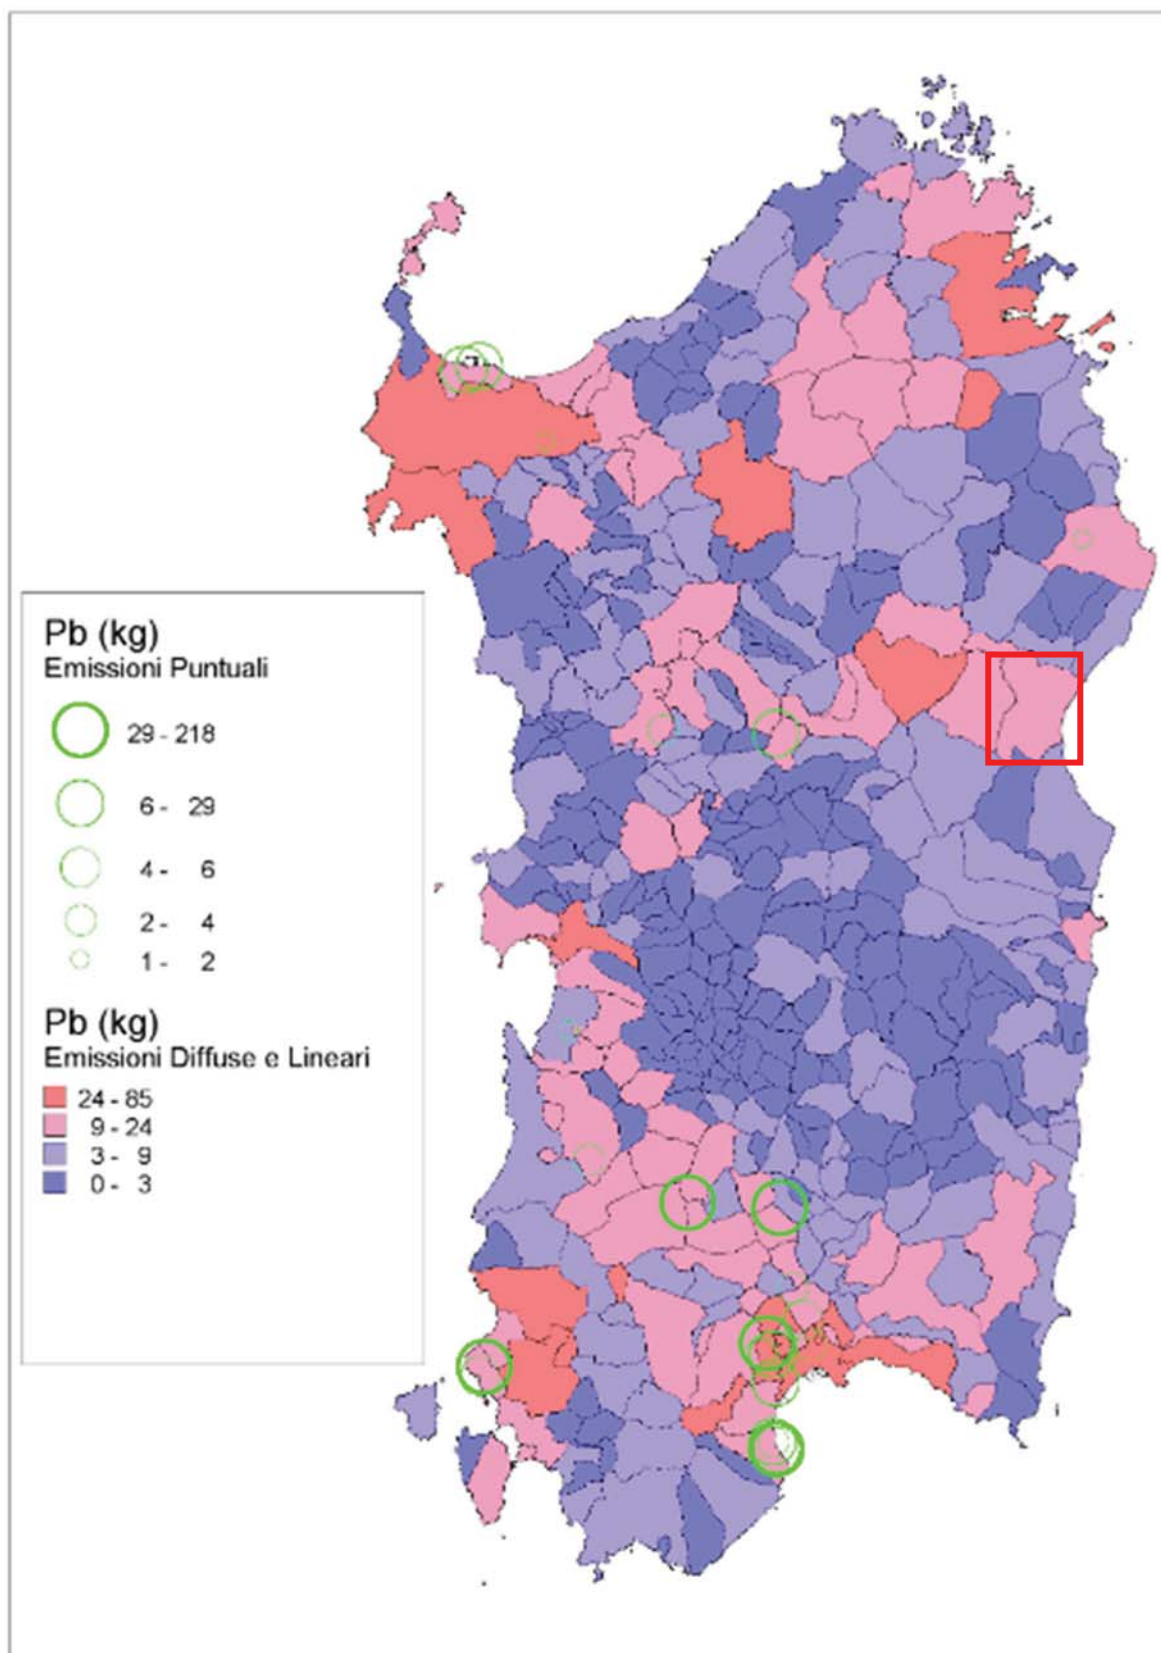 Pb (kg)
Emissioni Puntuali
29 - 218
6 - 29
4 - 6
2 - 4
1 - 2
Pb (kg)
Emissioni Diffuse e Lineari
24 - 85
9 - 24
3 - 9
0 - 3